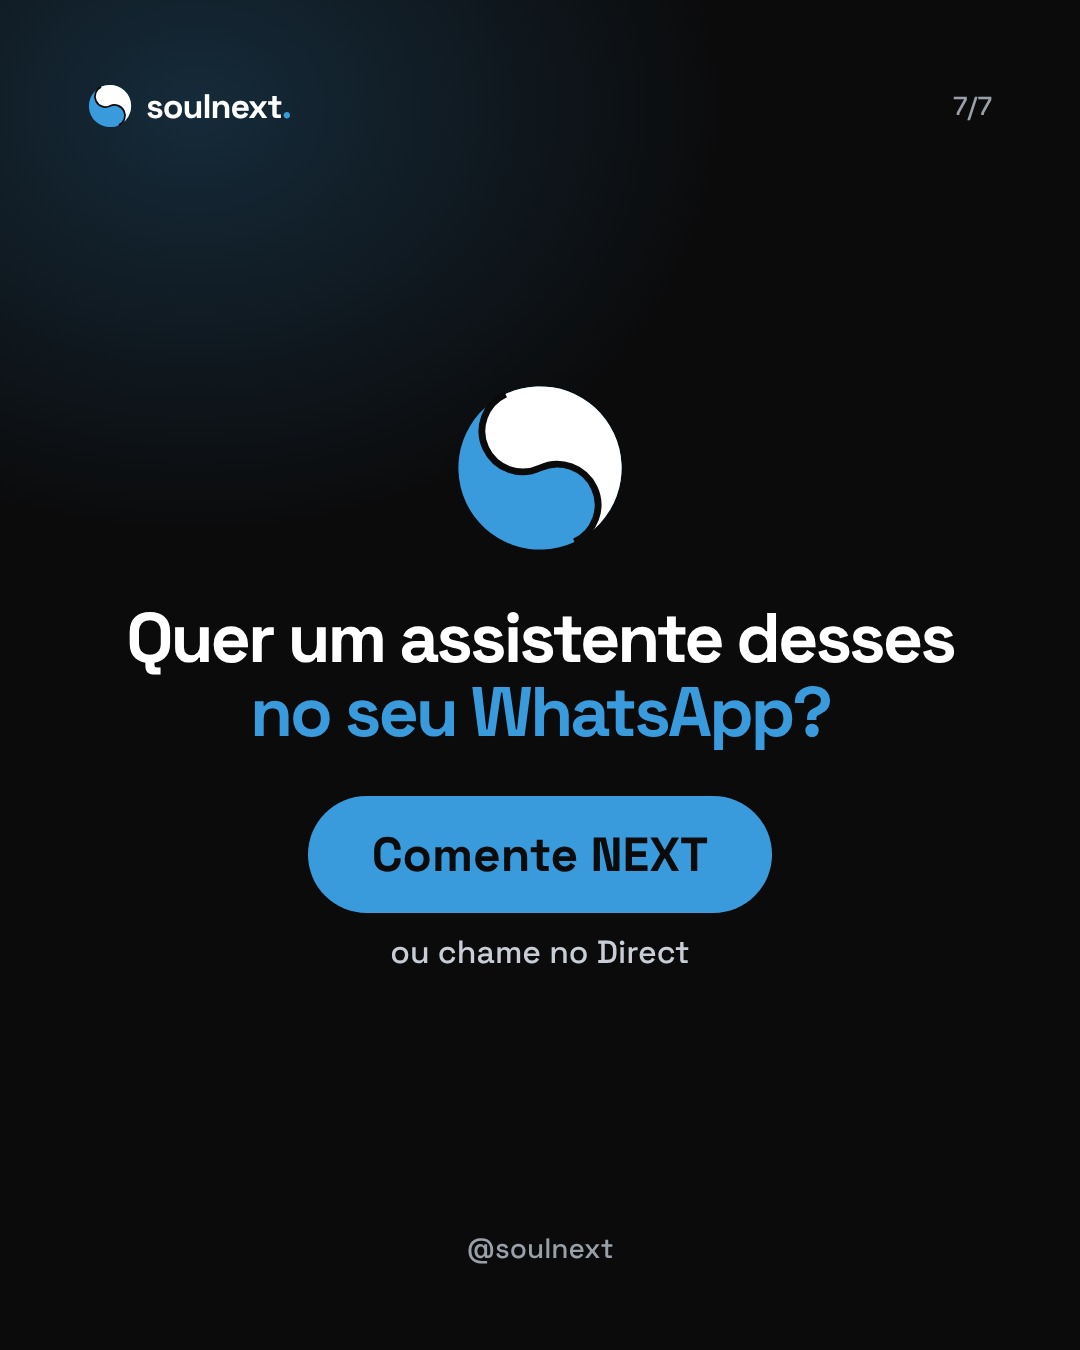 soulnext.
7/7
Quer um assistente desses
no seu WhatsApp?
Comente NEXT
ou chame no Direct
@soulnext